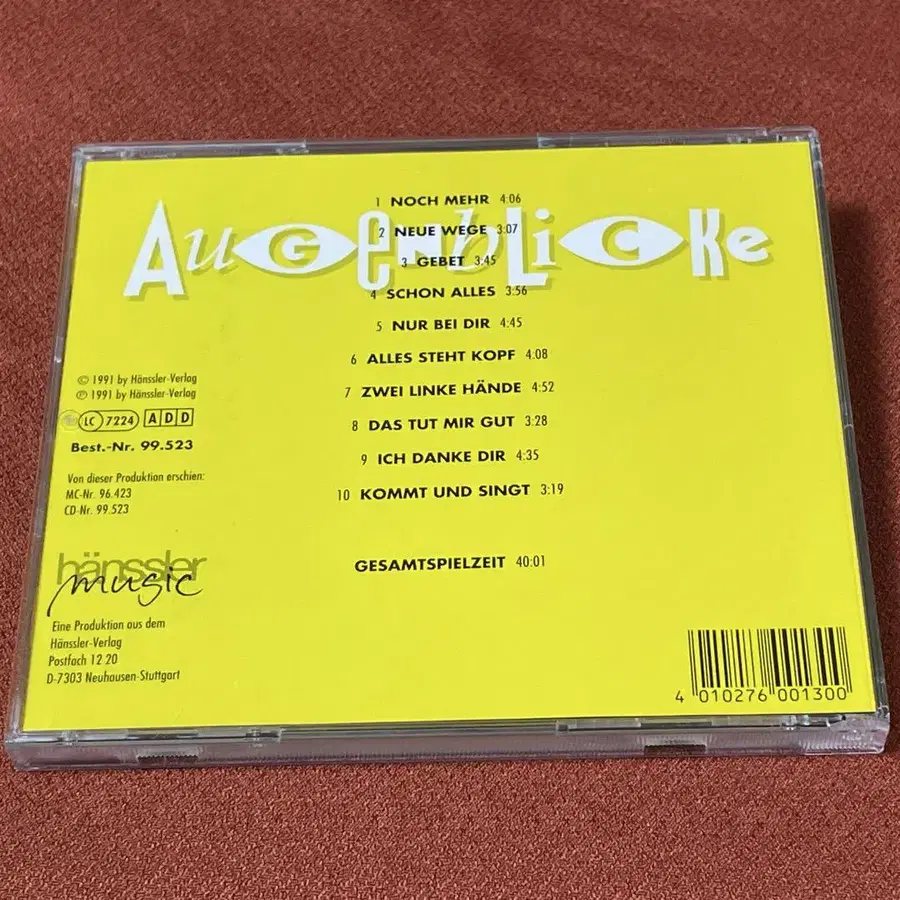 AuGenbLiCKe
1 NOCH MEHR 4:06
2 NEUE WEGE 3:07
3 GEBET 3:45
4 SCHON ALLES 3:56
5 NUR BEI DIR 4:45
6 ALLES STEHT KOPF 4:08
7 ZWEI LINKE HÄNDE 4:52
8 DAS TUT MIR GUT 3:28
9 ICH DANKE DIR 4:35
10 KOMMT UND SINGT 3:19
GESAMTSPIELZEIT 40:01
© 1991 by Hänssler-Verlag
℗ 1991 by Hänssler-Verlag
LC 7224 ADD
Best.-Nr. 99.523
Von dieser Produktion erschien:
MC-Nr. 96.423
CD-Nr. 99.523
hänssler
music
Eine Produktion aus dem
Hänssler-Verlag
Postfach 12 20
D-7303 Neuhausen-Stuttgart
4 010276 001300